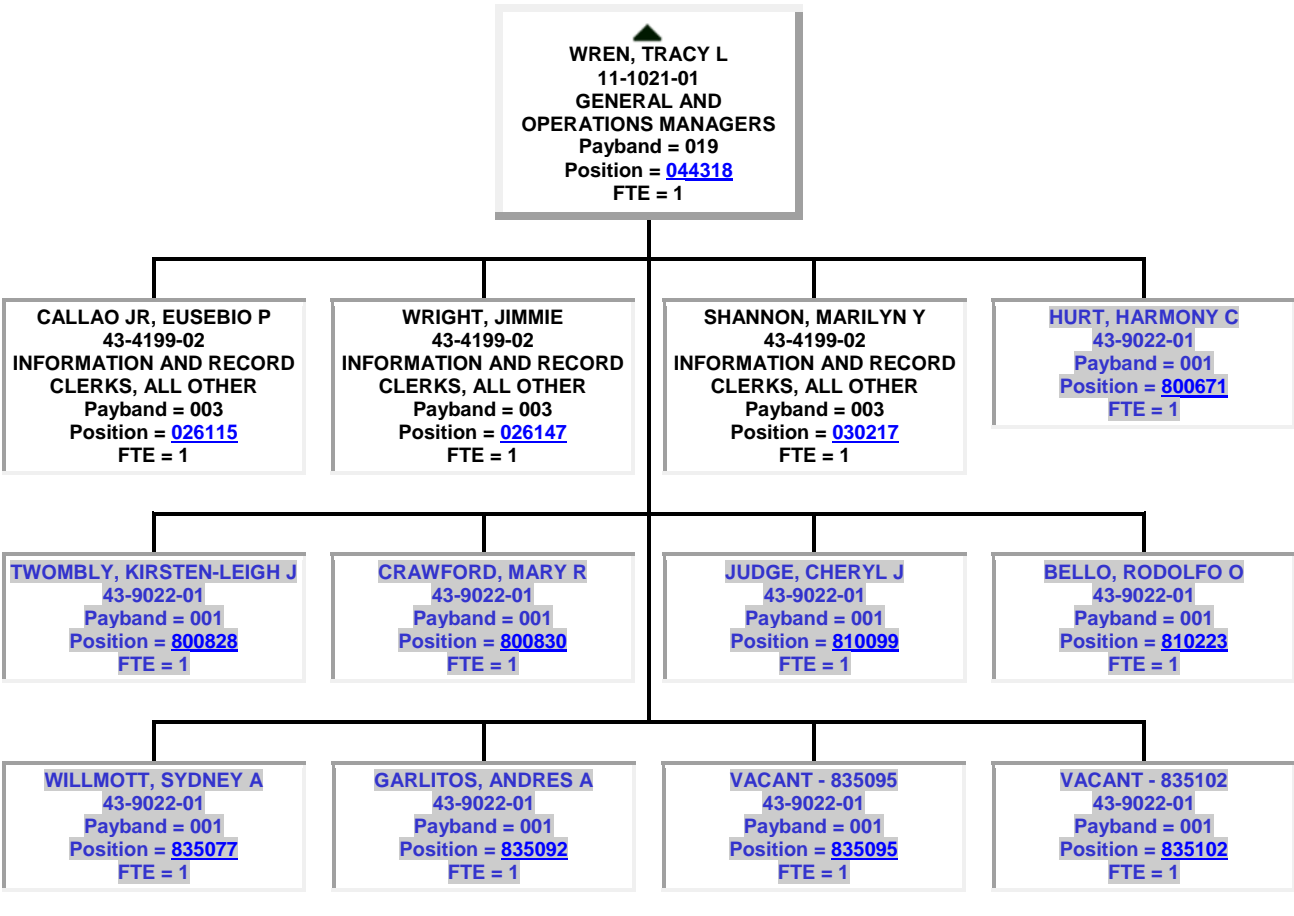 WREN, TRACY L
11-1021-01
GENERAL AND
OPERATIONS MANAGERS
Payband = 019
Position = 044318
FTE = 1
CALLAO JR, EUSEBIO P
43-4199-02
INFORMATION AND RECORD
CLERKS, ALL OTHER
Payband = 003
Position = 026115
FTE = 1
WRIGHT, JIMMIE
43-4199-02
INFORMATION AND RECORD
CLERKS, ALL OTHER
Payband = 003
Position = 026147
FTE = 1
SHANNON, MARILYN Y
43-4199-02
INFORMATION AND RECORD
CLERKS, ALL OTHER
Payband = 003
Position = 030217
FTE = 1
HURT, HARMONY C
43-9022-01
Payband = 001
Position = 800671
FTE = 1
TWOMBLY, KIRSTEN-LEIGH J
43-9022-01
Payband = 001
Position = 800828
FTE = 1
CRAWFORD, MARY R
43-9022-01
Payband = 001
Position = 800830
FTE = 1
JUDGE, CHERYL J
43-9022-01
Payband = 001
Position = 810099
FTE = 1
BELLO, RODOLFO O
43-9022-01
Payband = 001
Position = 810223
FTE = 1
WILLMOTT, SYDNEY A
43-9022-01
Payband = 001
Position = 835077
FTE = 1
GARLITOS, ANDRES A
43-9022-01
Payband = 001
Position = 835092
FTE = 1
VACANT - 835095
43-9022-01
Payband = 001
Position = 835095
FTE = 1
VACANT - 835102
43-9022-01
Payband = 001
Position = 835102
FTE = 1